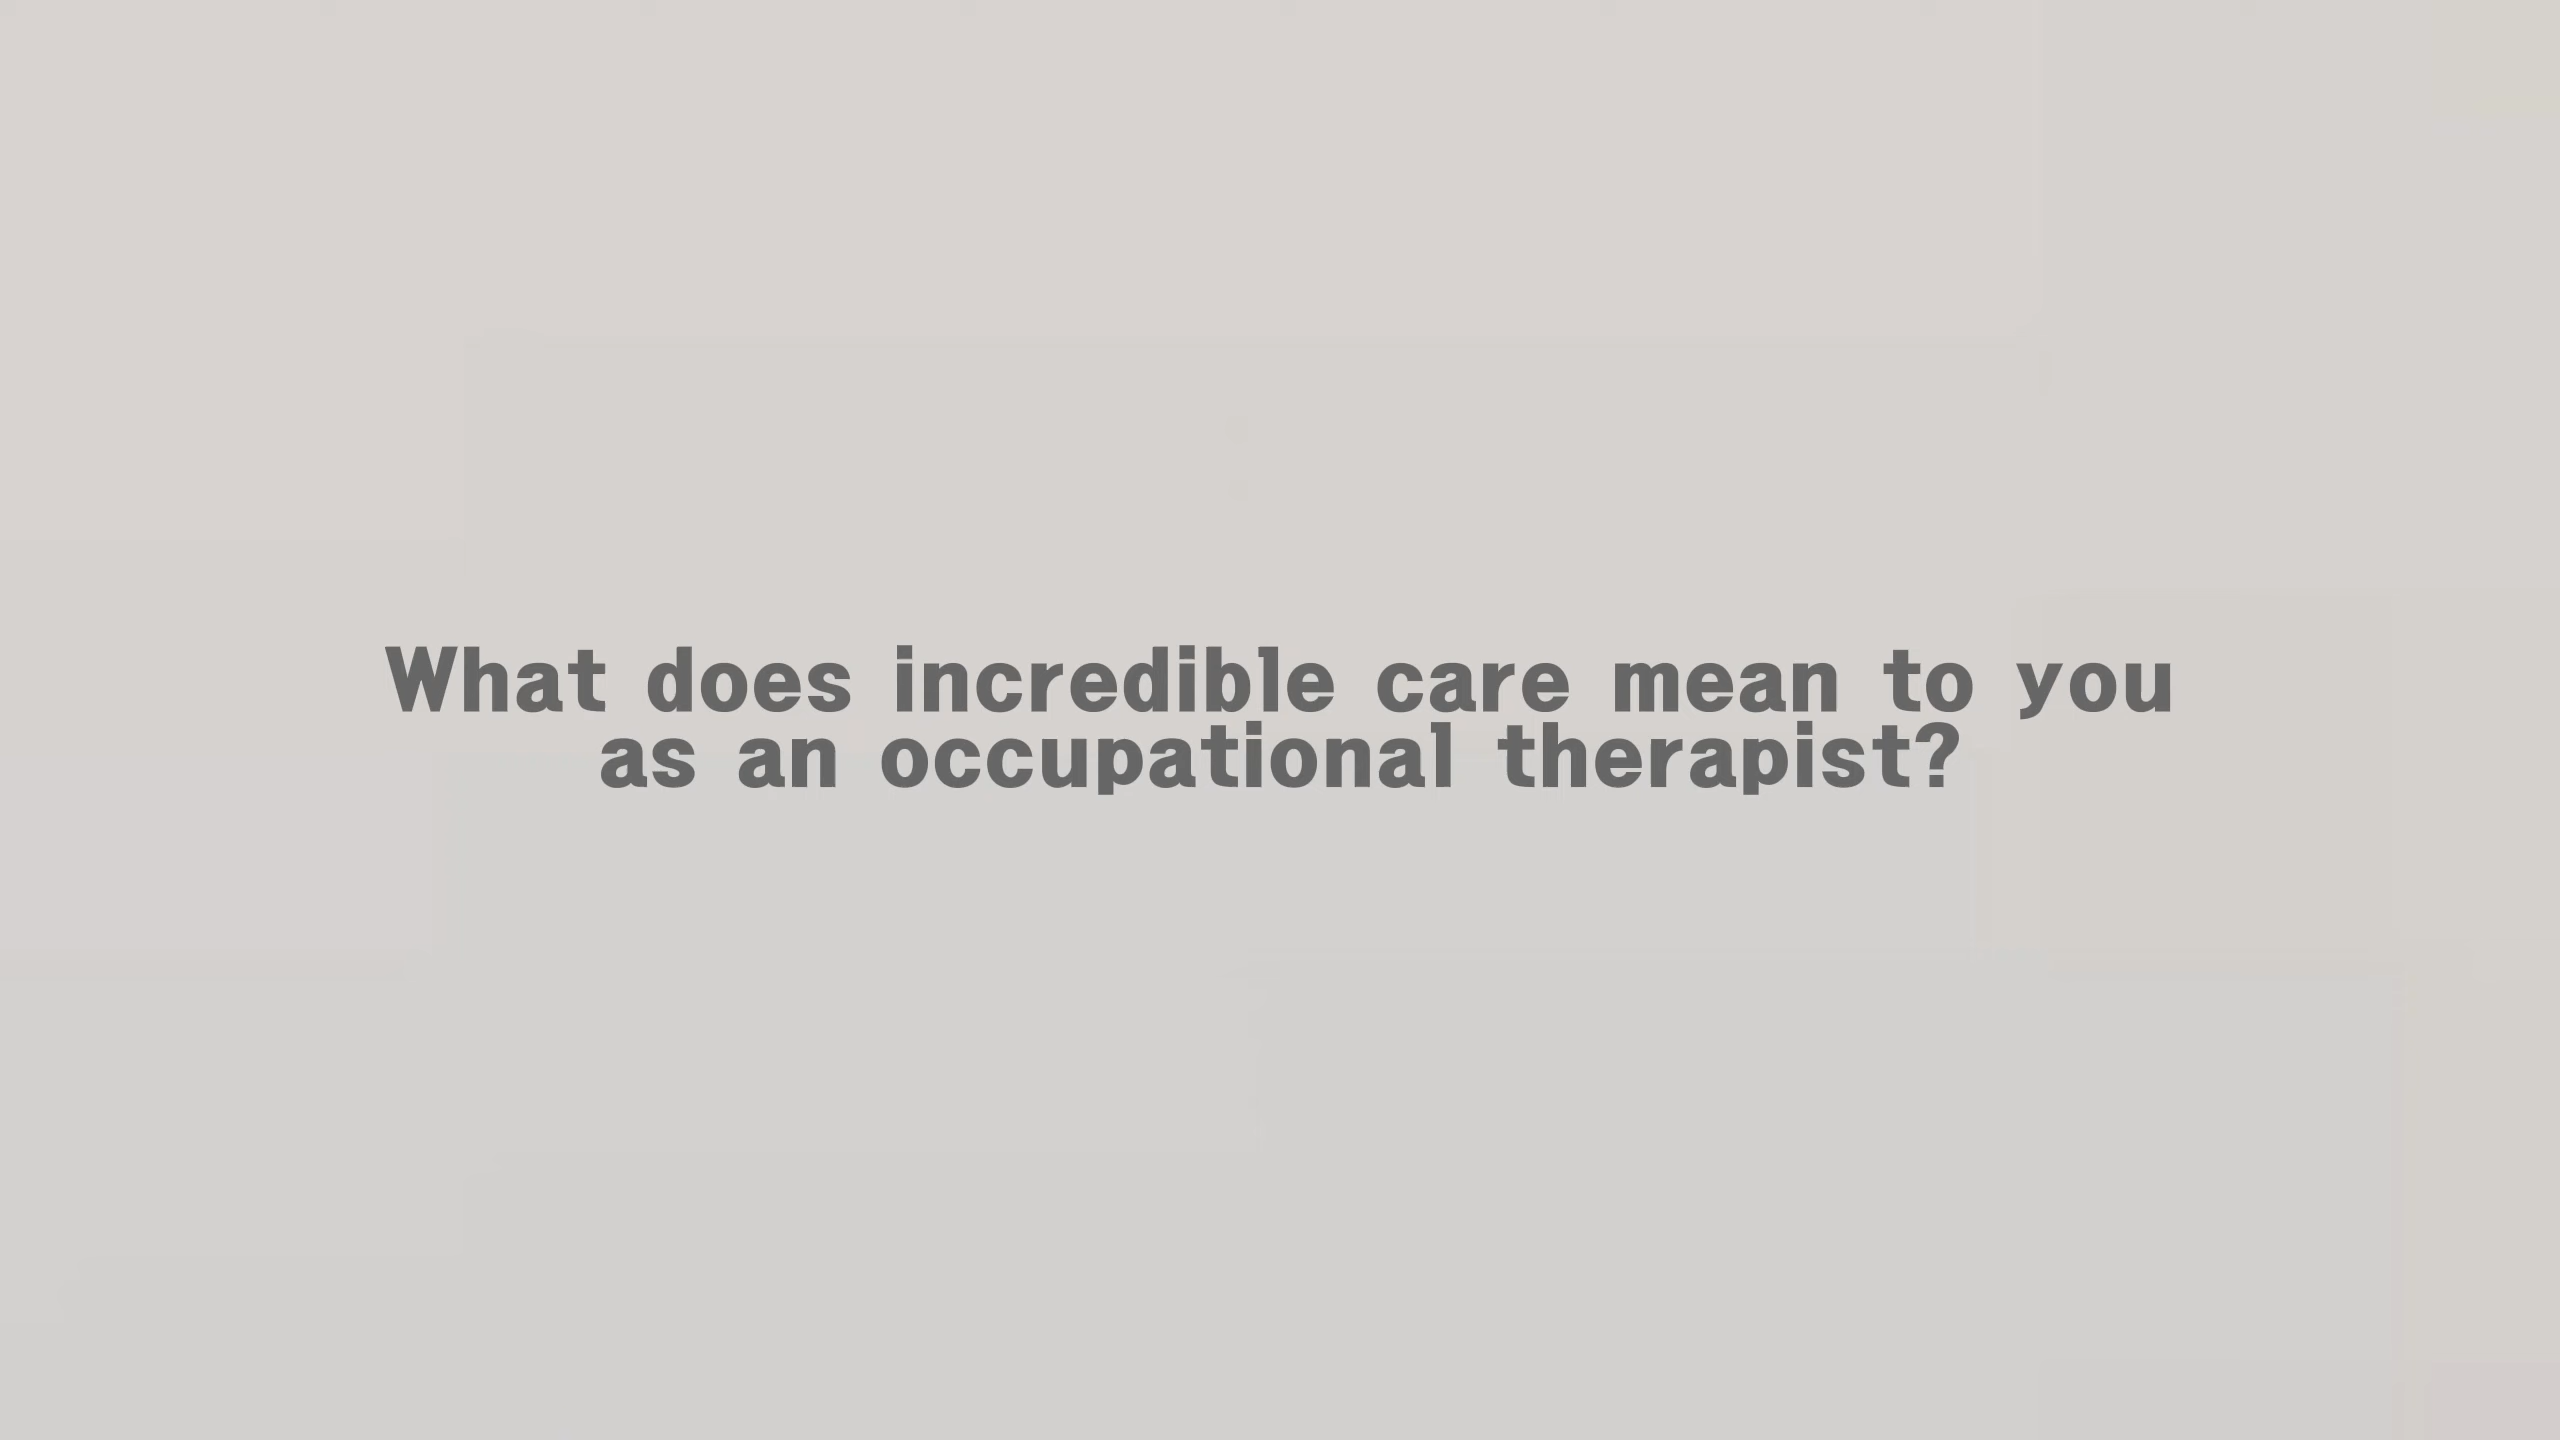 What does incredible care mean to you
as an occupational therapist?